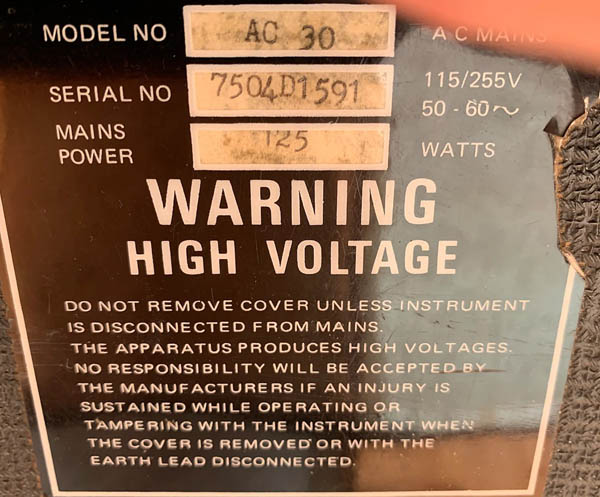 MODEL NO AC 30 A C MAINS
SERIAL NO 7504D1591 115/255V
50 - 60~
MAINS
POWER 125 WATTS
WARNING
HIGH VOLTAGE
DO NOT REMOVE COVER UNLESS INSTRUMENT
IS DISCONNECTED FROM MAINS.
THE APPARATUS PRODUCES HIGH VOLTAGES.
NO RESPONSIBILITY WILL BE ACCEPTED BY
THE MANUFACTURERS IF AN INJURY IS
SUSTAINED WHILE OPERATING OR
TAMPERING WITH THE INSTRUMENT WHEN
THE COVER IS REMOVED OR WITH THE
EARTH LEAD DISCONNECTED.